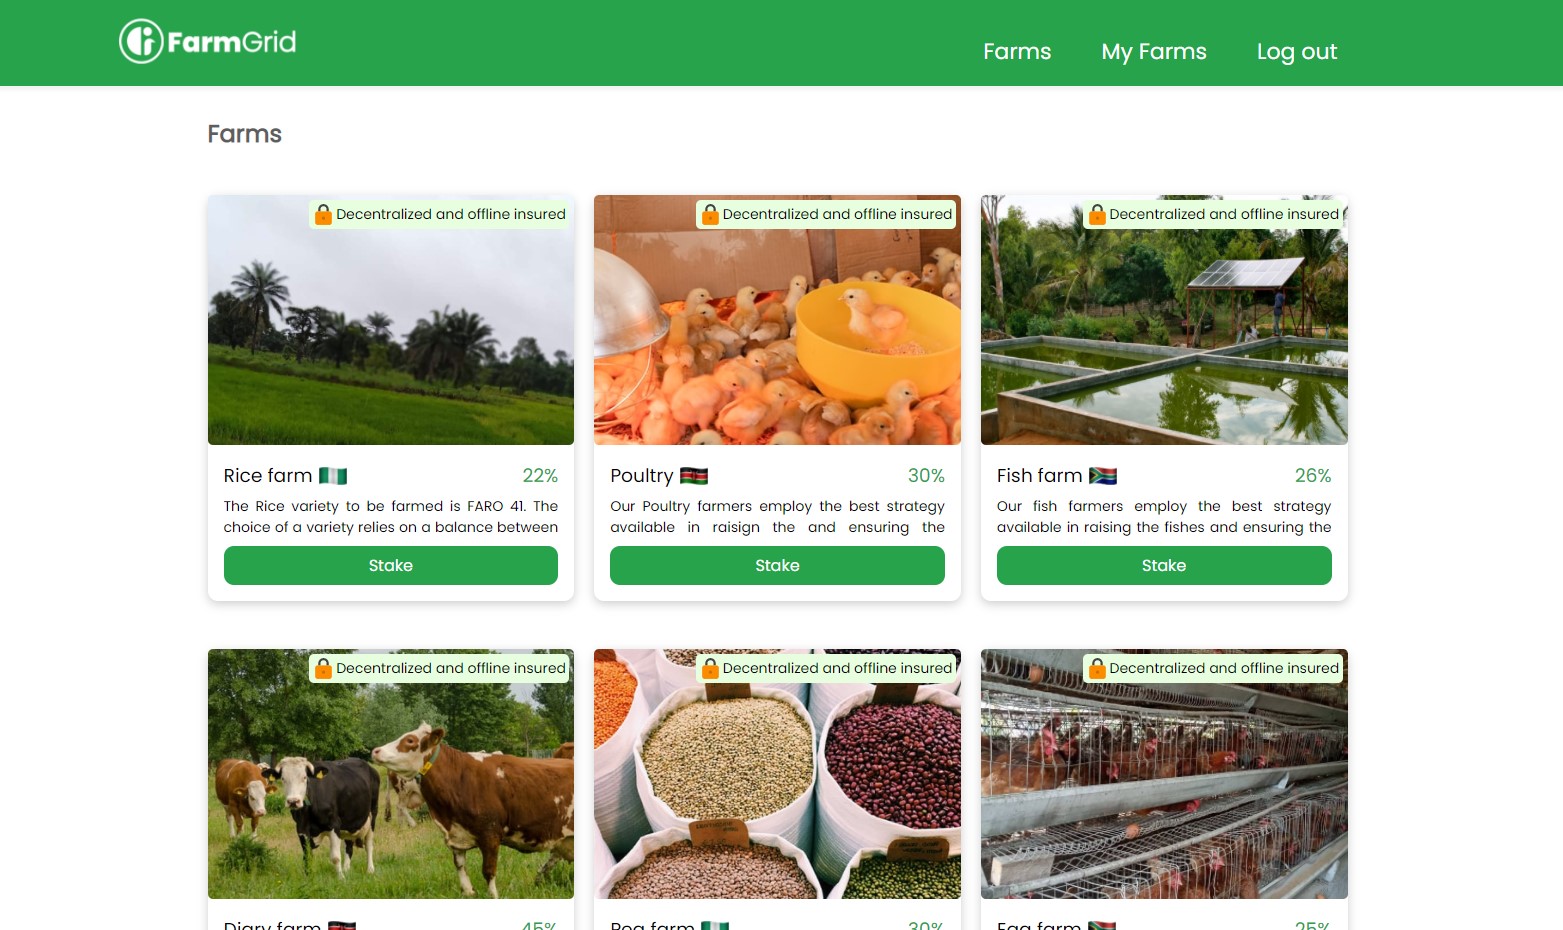 FarmGrid
Farms
My Farms
Log out
Farms
Decentralized and offline insured
Decentralized and offline insured
Decentralized and offline insured
Rice farm
22%
The Rice variety to be farmed is FARO 41. The
choice of a variety relies on a balance between
Stake
Poultry
30%
Our Poultry farmers employ the best strategy
available in raisign the and ensuring the
Stake
Fish farm
26%
Our fish farmers employ the best strategy
available in raising the fishes and ensuring the
Stake
Decentralized and offline insured
Decentralized and offline insured
Decentralized and offline insured
Diary farm
45%
farm
30%
Egg farm
25%